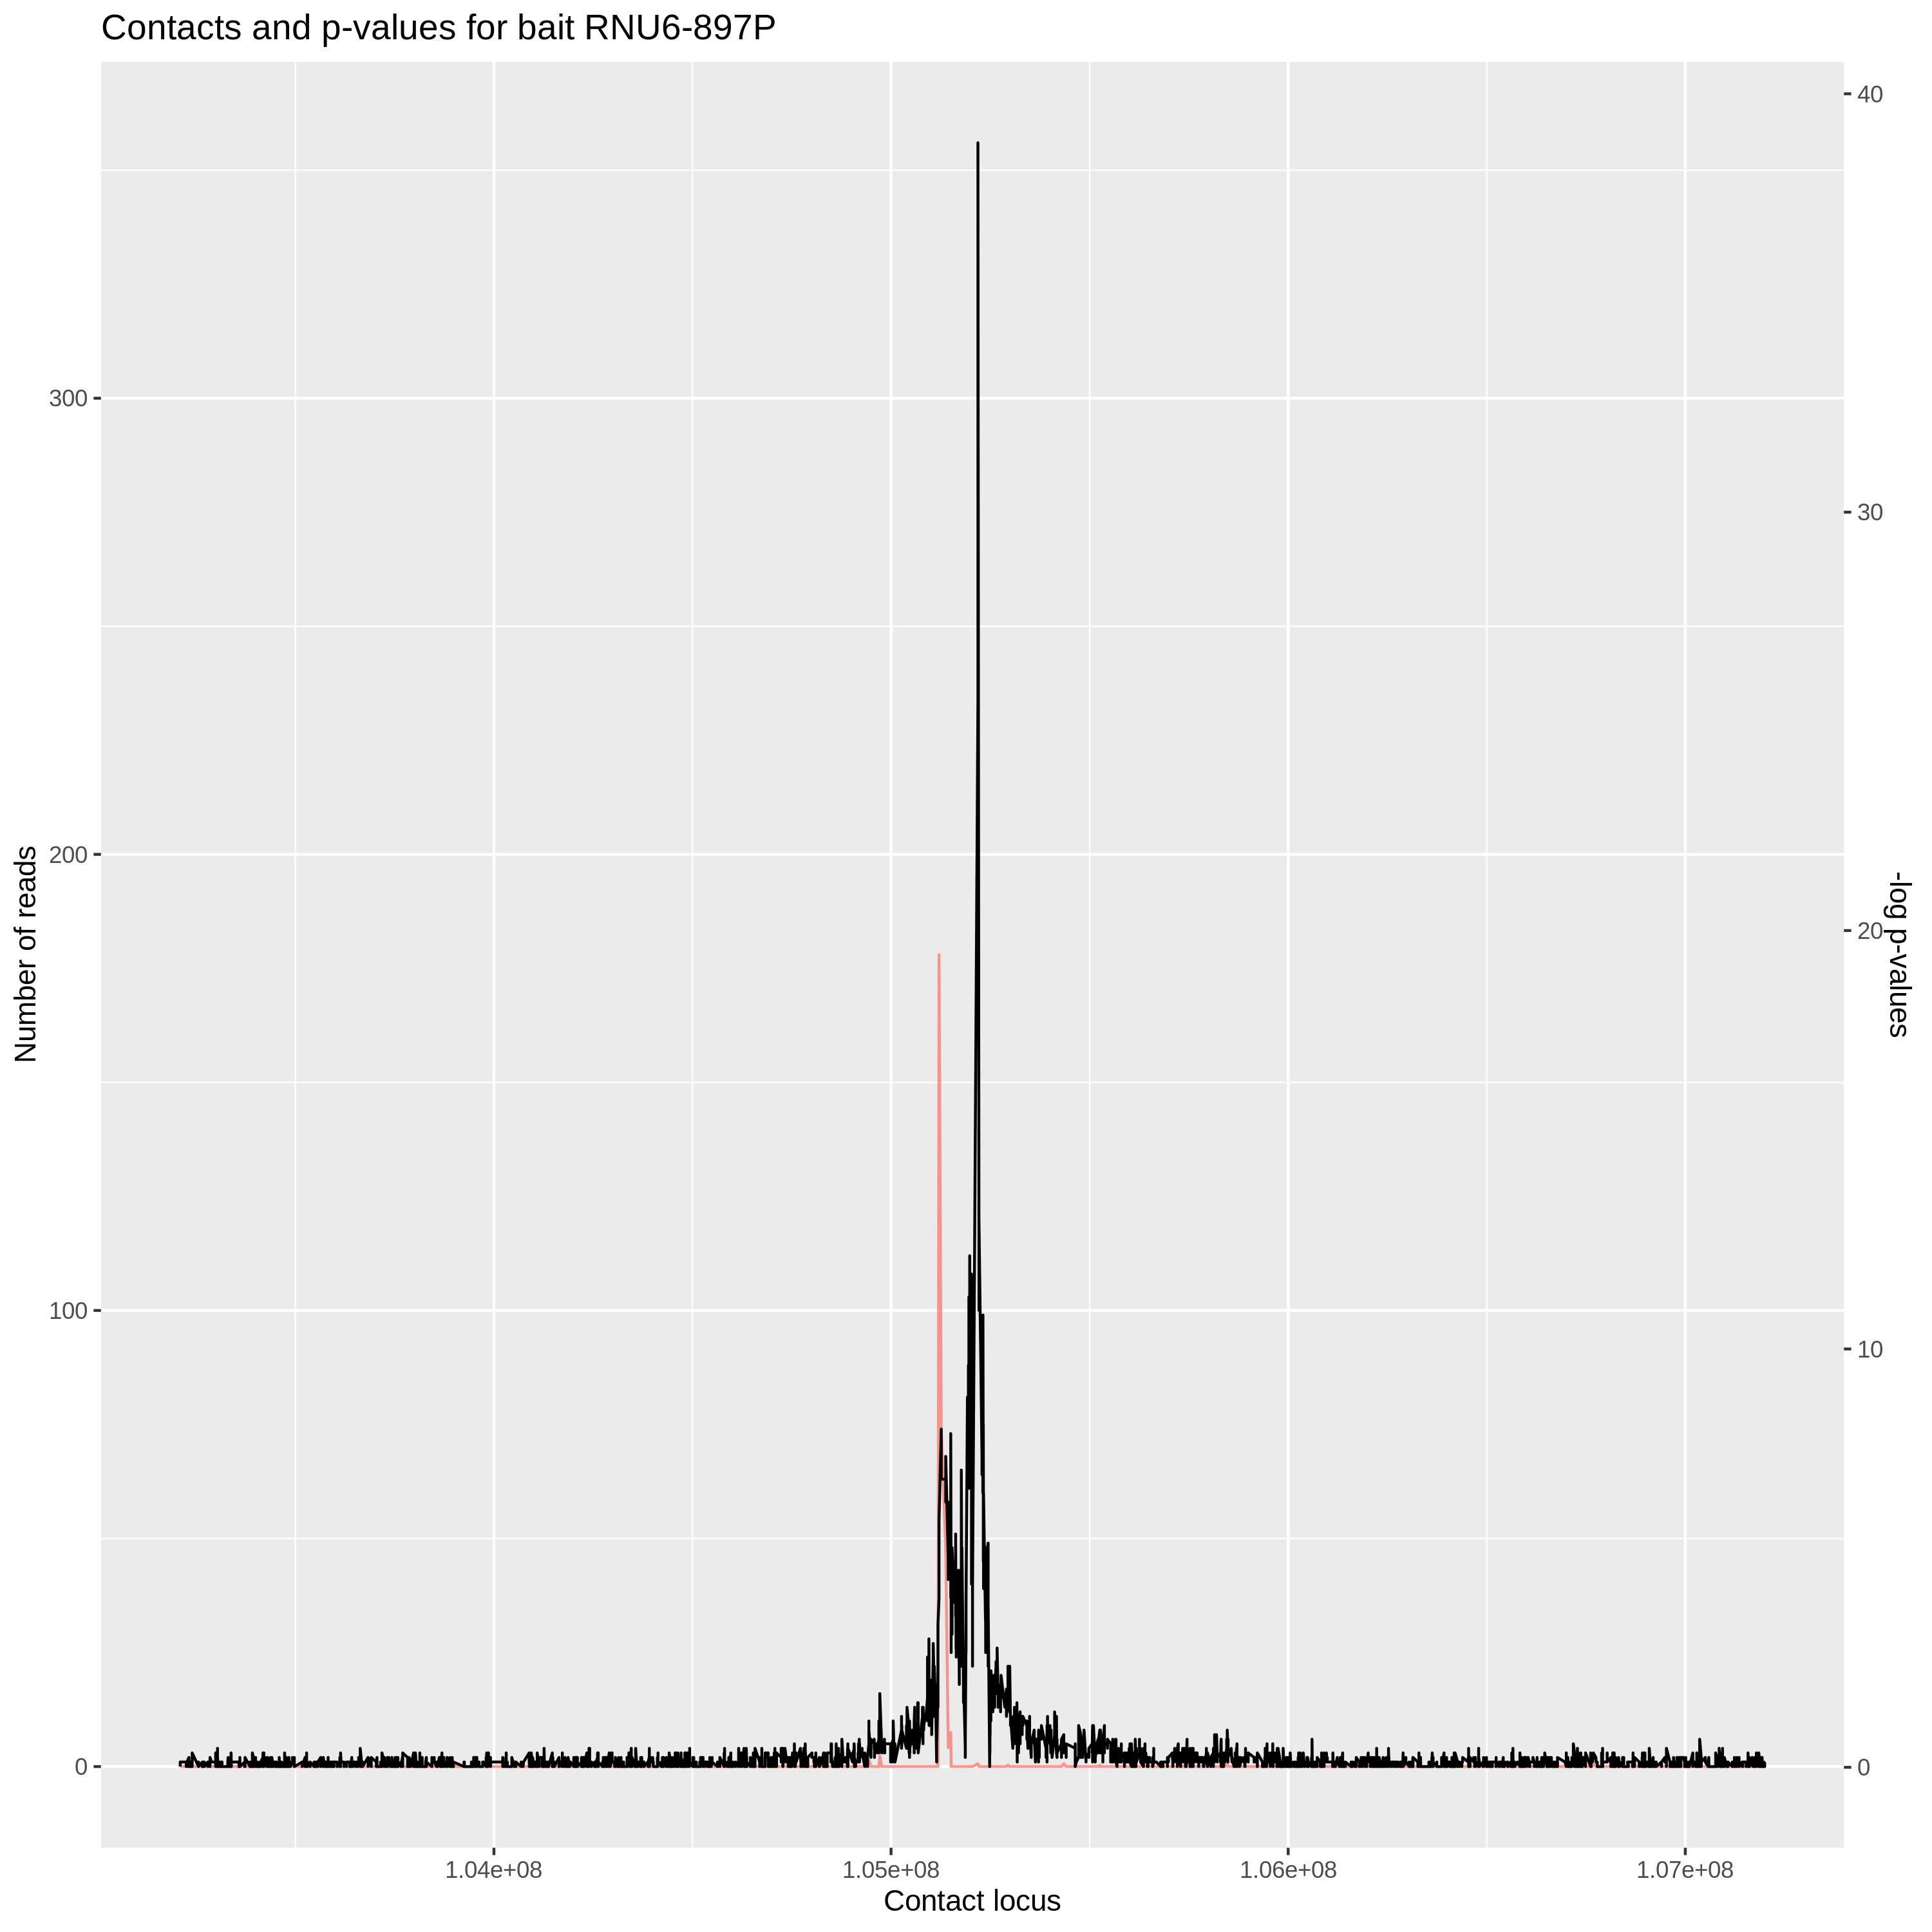 Contacts and p-values for bait RNU6-897P
40
300
30
200
20
Number of reads
-log p-values
100
10
0
0
1.04e+08
1.05e+08
1.06e+08
1.07e+08
Contact locus